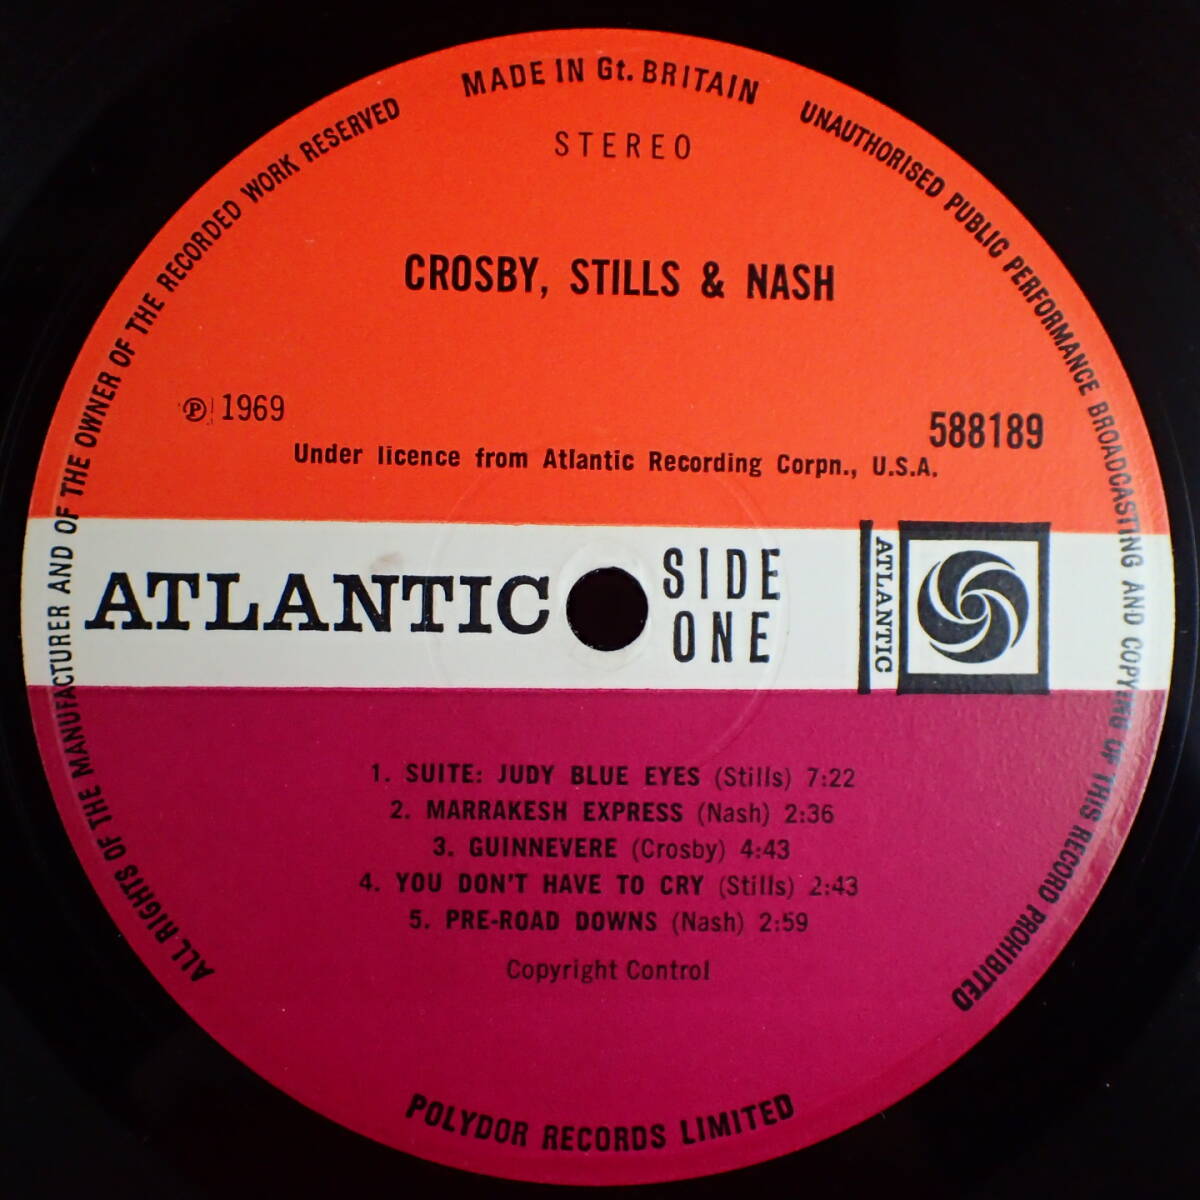 MADE IN Gt. BRITAIN
UNAUTHORISED PUBLIC PERFORMANCE BROADCASTING AND COPYING OF THIS RECORD PROHIBITED
ALL RIGHTS OF THE MANUFACTURER AND OF THE OWNER OF THE RECORDED WORK RESERVED
STEREO
CROSBY, STILLS & NASH
℗ 1969
588189
Under licence from Atlantic Recording Corpn., U.S.A.
ATLANTIC
SIDE
ONE
ATLANTIC
1. SUITE: JUDY BLUE EYES (Stills) 7:22
2. MARRAKESH EXPRESS (Nash) 2:36
3. GUINNEVERE (Crosby) 4:43
4. YOU DON'T HAVE TO CRY (Stills) 2:43
5. PRE-ROAD DOWNS (Nash) 2:59
Copyright Control
POLYDOR RECORDS LIMITED